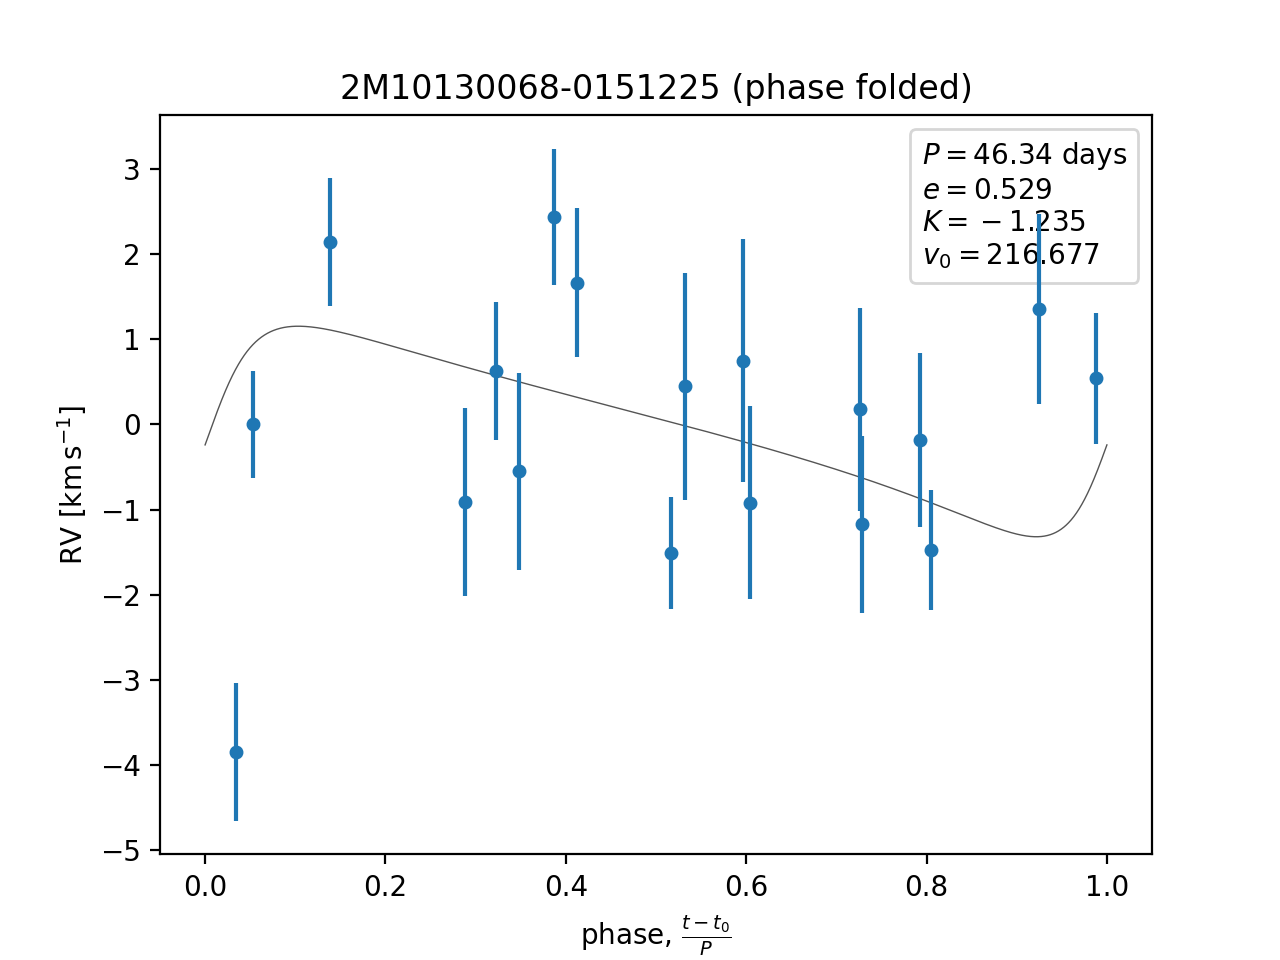 2M10130068-0151225 (phase folded)
P = 46.34 days
e = 0.529
K = −1.235
v₀ = 216.677
RV [km s⁻¹]
3
2
1
0
−1
−2
−3
−4
−5
0.0 0.2 0.4 0.6 0.8 1.0
phase, (t − t₀)/P